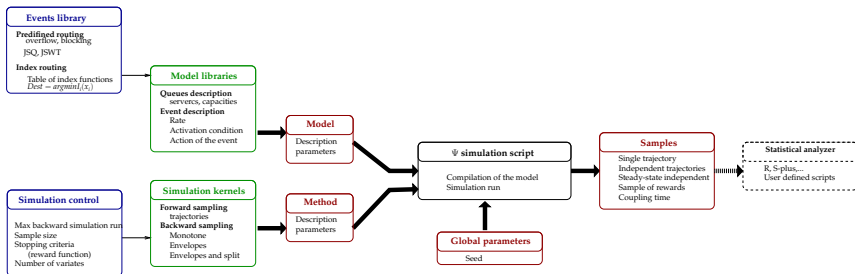 Events library
Predifined routing
overflow, blocking
JSQ, JSWT
Index routing
Table of index functions
Dest − argminI_i(x_i)
Model libraries
Queues description
servercs, capacities
Event description
Rate
Activation condition
Action of the event
Model
Description
parameters
Ψ simulation script
Compilation of the model
Simulation run
Samples
Single trajectory
Independent trajectories
Steady-state independent
Sample of rewards
Coupling time
Statistical analyzer
R, S-plus,...
User defined scripts
Simulation control
Max backward simulation run
Sample size
Stopping criteria
(reward function)
Number of variates
Simulation kernels
Forward sampling
trajectories
Backward sampling
Monotone
Envelopes
Envelopes and split
Method
Description
parameters
Global parameters
Seed